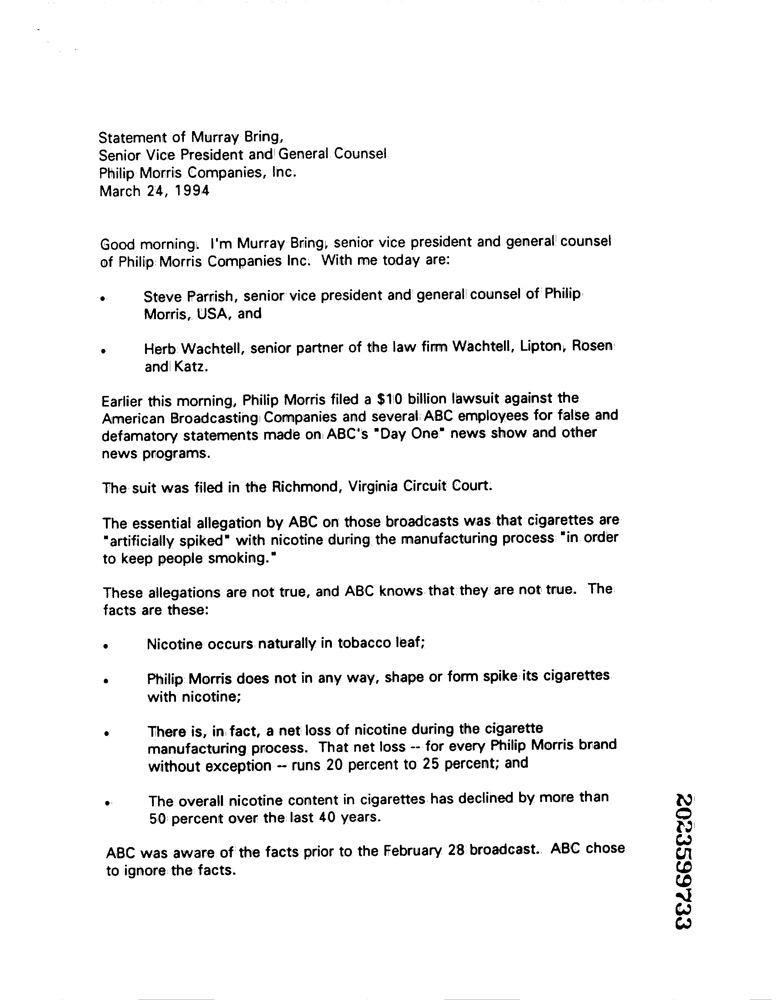 Statement of Murray Bring,
Senior Vice President and General Counsel
Philip Morris Companies, Inc.
March 24, 1994
Good morning. I'm Murray Bring, senior vice president and general counsel
of Philip Morris Companies Inc. With me today are:
• Steve Parrish, senior vice president and general counsel of Philip
Morris, USA, and
• Herb Wachtell, senior partner of the law firm Wachtell, Lipton, Rosen
and Katz.
Earlier this morning, Philip Morris filed a $10 billion lawsuit against the
American Broadcasting Companies and several ABC employees for false and
defamatory statements made on ABC's "Day One" news show and other
news programs.
The suit was filed in the Richmond, Virginia Circuit Court.
The essential allegation by ABC on those broadcasts was that cigarettes are
"artificially spiked" with nicotine during the manufacturing process "in order
to keep people smoking."
These allegations are not true, and ABC knows that they are not true. The
facts are these:
• Nicotine occurs naturally in tobacco leaf;
• Philip Morris does not in any way, shape or form spike its cigarettes
with nicotine;
• There is, in fact, a net loss of nicotine during the cigarette
manufacturing process. That net loss -- for every Philip Morris brand
without exception -- runs 20 percent to 25 percent; and
• The overall nicotine content in cigarettes has declined by more than
50 percent over the last 40 years.
ABC was aware of the facts prior to the February 28 broadcast. ABC chose
to ignore the facts.
2023599733